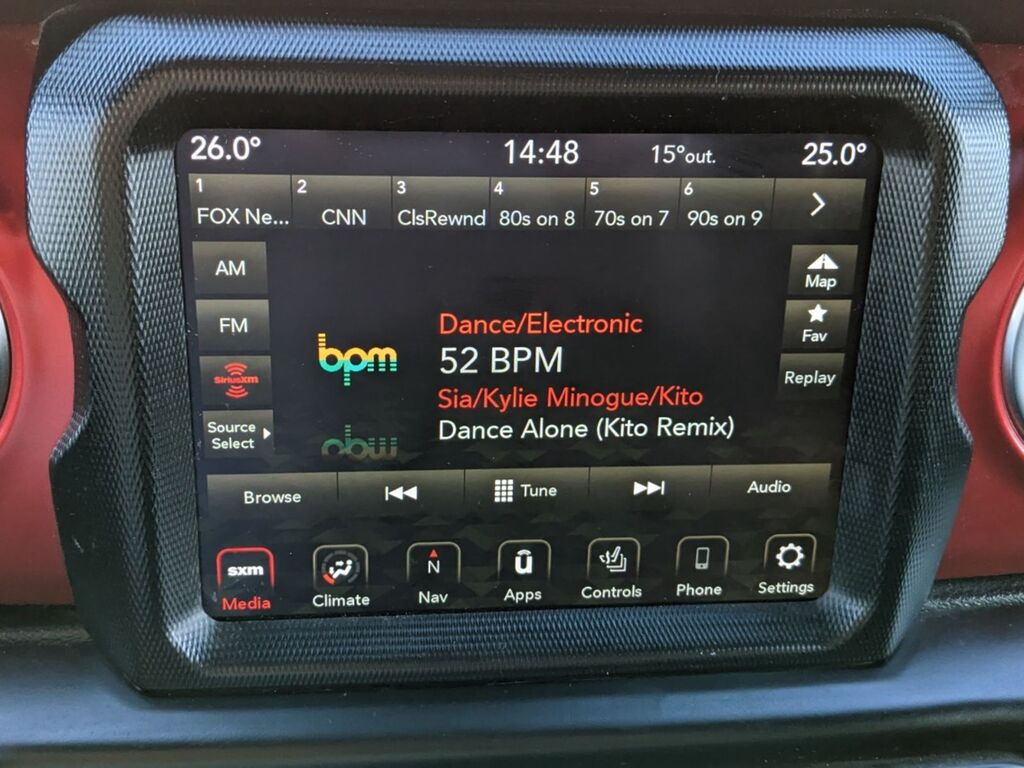 26.0° 14:48 15°out. 25.0°
1 2 3 4 5 6
FOX Ne... CNN ClsRewnd 80s on 8 70s on 7 90s on 9
AM
FM
SiriusXM
Source
Select
bpm
Dance/Electronic
52 BPM
Sia/Kylie Minogue/Kito
Dance Alone (Kito Remix)
Map
Fav
Replay
Browse Tune Audio
sxm N u
Media Climate Nav Apps Controls Phone Settings